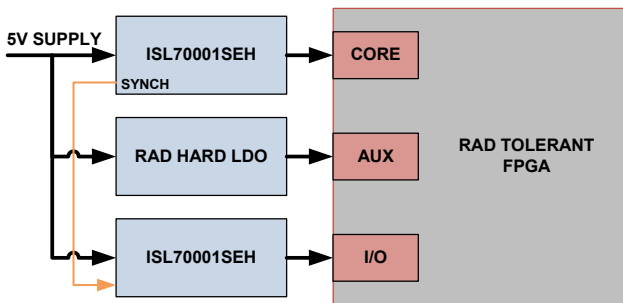 5V SUPPLY
ISL70001SEH
SYNCH
CORE
RAD HARD LDO
AUX
RAD TOLERANT
FPGA
ISL70001SEH
I/O